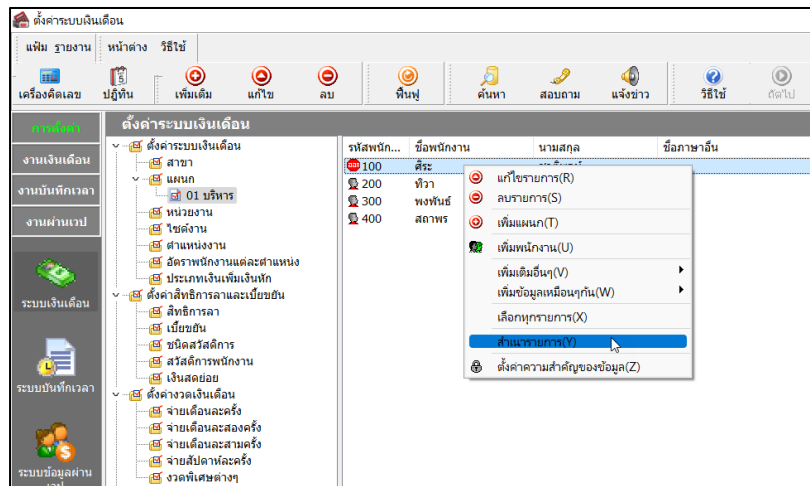 ตั้งค่าระบบเงินเดือน
แฟ้ม รายงาน หน้าต่าง วิธีใช้
เครื่องคิดเลข ปฏิทิน เพิ่มเติม แก้ไข ลบ ฟื้นฟู ค้นหา สอบถาม แจ้งข่าว วิธีใช้ ถัดไป
5
การตั้งค่า
งานเงินเดือน
งานบันทึกเวลา
งานผ่านเวป
ระบบเงินเดือน
ระบบบันทึกเวลา
ระบบข้อมูลผ่าน
เวป
ตั้งค่าระบบเงินเดือน
ตั้งค่าระบบเงินเดือน
สาขา
แผนก
01 บริหาร
หน่วยงาน
ไซด์งาน
ตำแหน่งงาน
อัตราพนักงานแต่ละตำแหน่ง
ประเภทเงินเพิ่มเงินหัก
ตั้งค่าสิทธิการลาและเบี้ยขยัน
สิทธิการลา
เบี้ยขยัน
ชนิดสวัสดิการ
สวัสดิการพนักงาน
เงินสดย่อย
ตั้งค่างวดเงินเดือน
จ่ายเดือนละครั้ง
จ่ายเดือนละสองครั้ง
จ่ายเดือนละสามครั้ง
จ่ายสัปดาห์ละครั้ง
งวดพิเศษต่างๆ
รหัสพนัก... ชื่อพนักงาน นามสกุล ชื่อภาษาอื่น
100 ศิระ
200 ทิวา
300 พงพันธ์
400 สถาพร
แก้ไขรายการ(R)
ลบรายการ(S)
เพิ่มแผนก(T)
เพิ่มพนักงาน(U)
เพิ่มเติมอื่นๆ(V)
เพิ่มข้อมูลเหมือนๆกัน(W)
เลือกทุกรายการ(X)
สำเนารายการ(Y)
ตั้งค่าความสำคัญของข้อมูล(Z)